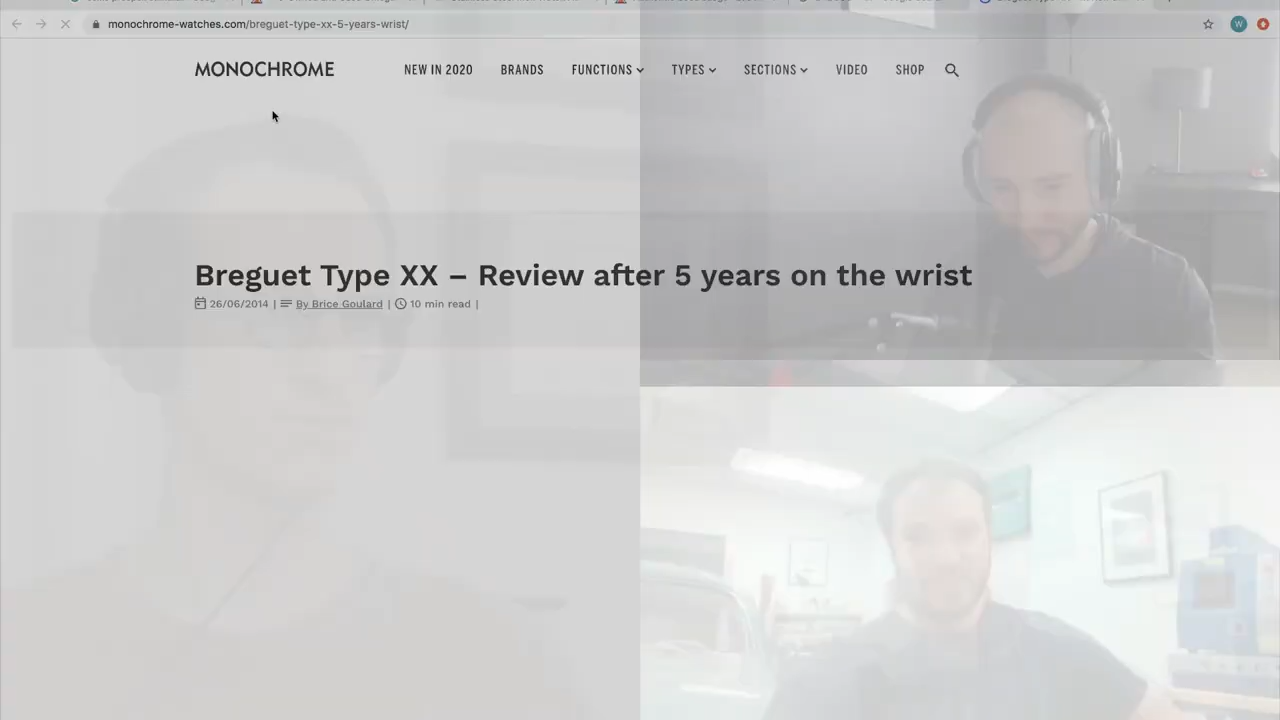 monochrome-watches.com/breguet-type-xx-5-years-wrist/
W
MONOCHROME
NEW IN 2020 BRANDS FUNCTIONS TYPES SECTIONS VIDEO SHOP
Breguet Type XX – Review after 5 years on the wrist
26/06/2014 | By Brice Goulard | 10 min read |